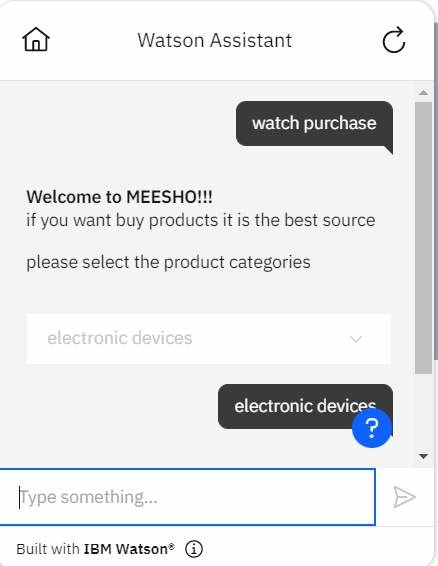 Watson Assistant
watch purchase
Welcome to MEESHO!!!
if you want buy products it is the best source
please select the product categories
electronic devices
electronic devices
?
Type something...
Built with IBM Watson®